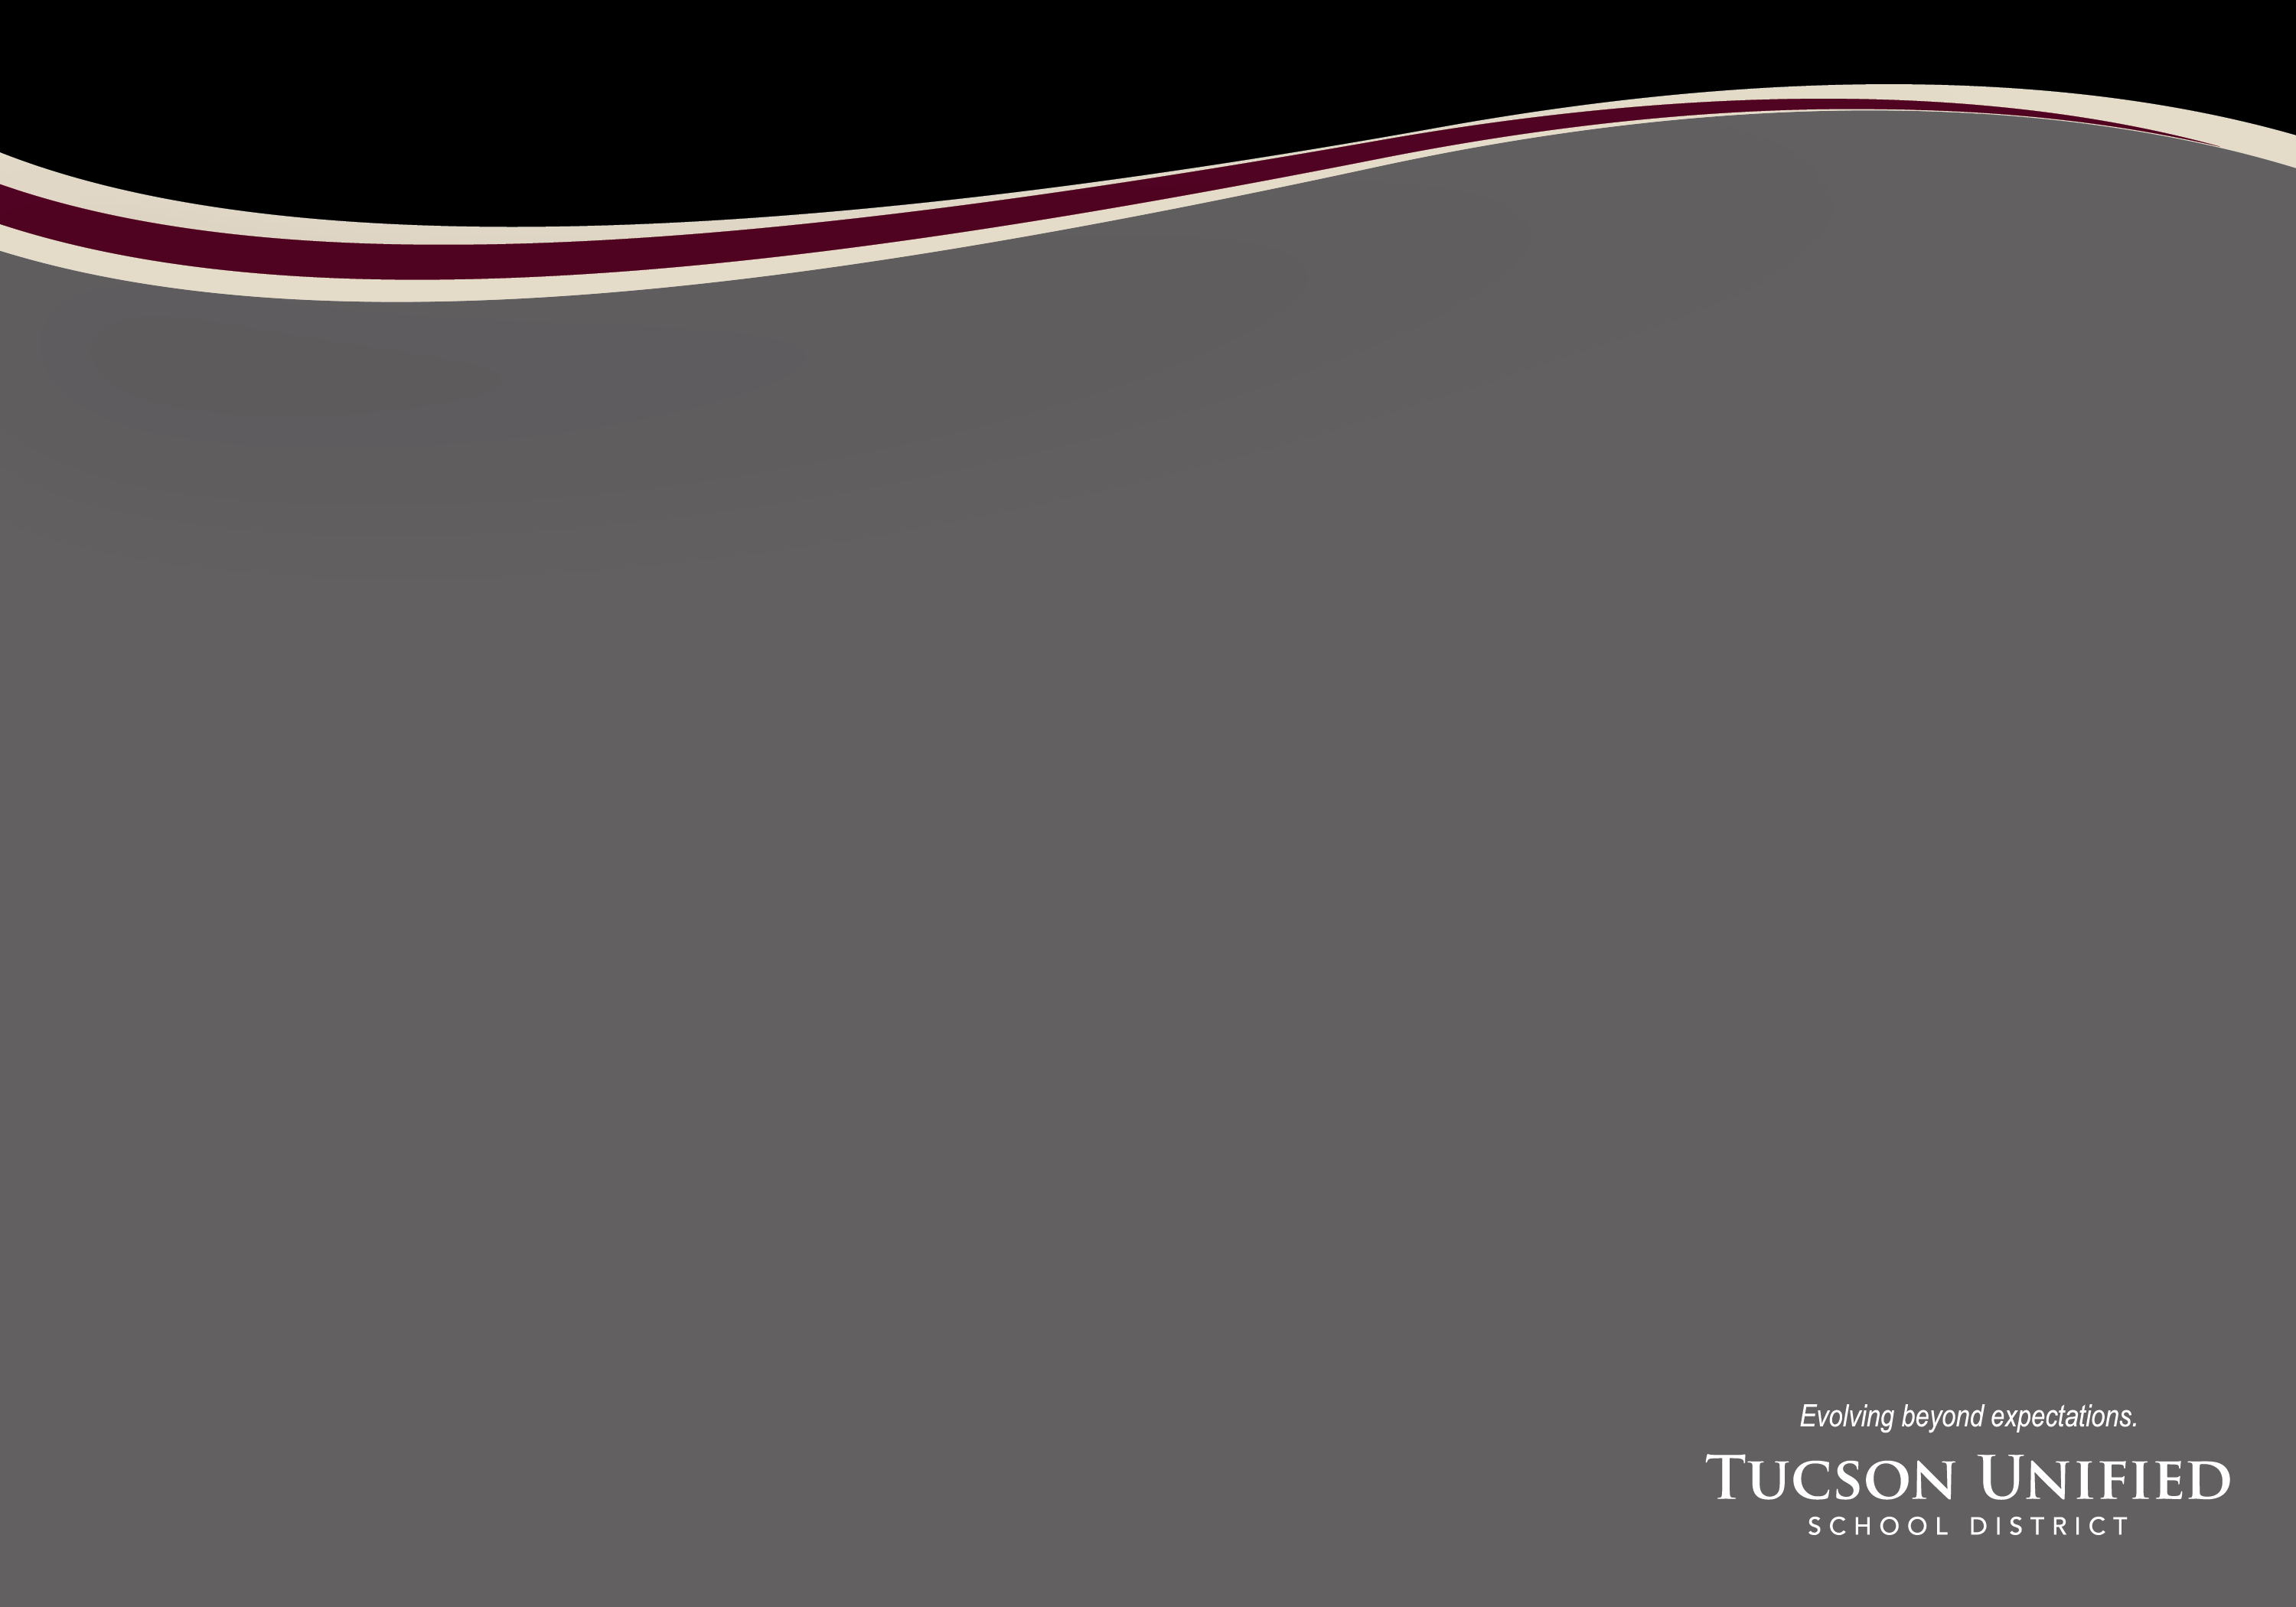 Evolving beyond expectations.
TUCSON UNIFIED
SCHOOL DISTRICT